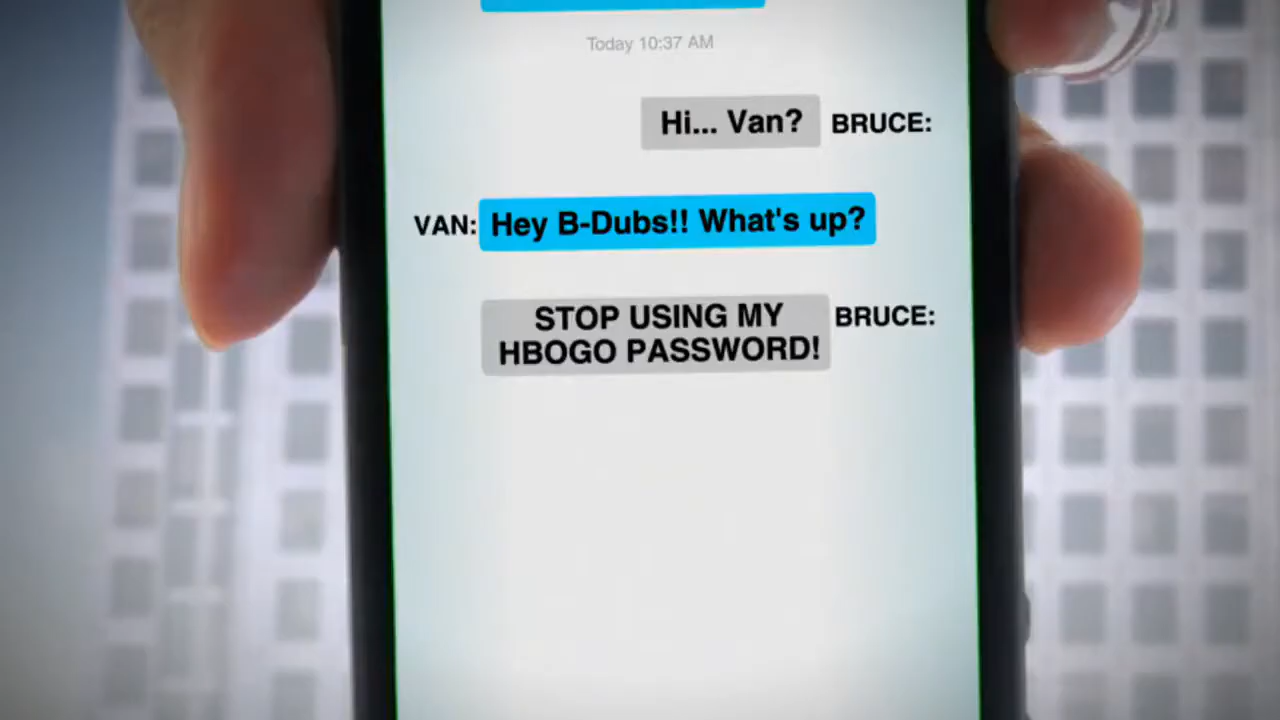 Today 10:37 AM
Hi... Van? BRUCE:
VAN: Hey B-Dubs!! What's up?
STOP USING MY BRUCE:
HBOGO PASSWORD!